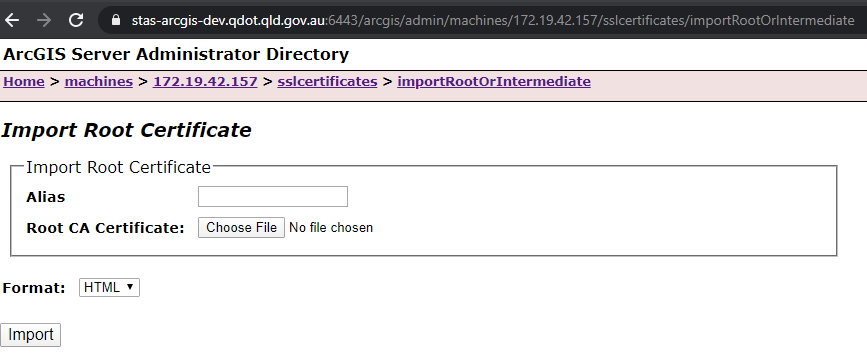 stas-arcgis-dev.qdot.qld.gov.au:6443/arcgis/admin/machines/172.19.42.157/sslcertificates/importRootOrIntermediate
ArcGIS Server Administrator Directory
Home > machines > 172.19.42.157 > sslcertificates > importRootOrIntermediate
Import Root Certificate
Import Root Certificate
Alias
Root CA Certificate: Choose File No file chosen
Format: HTML
Import